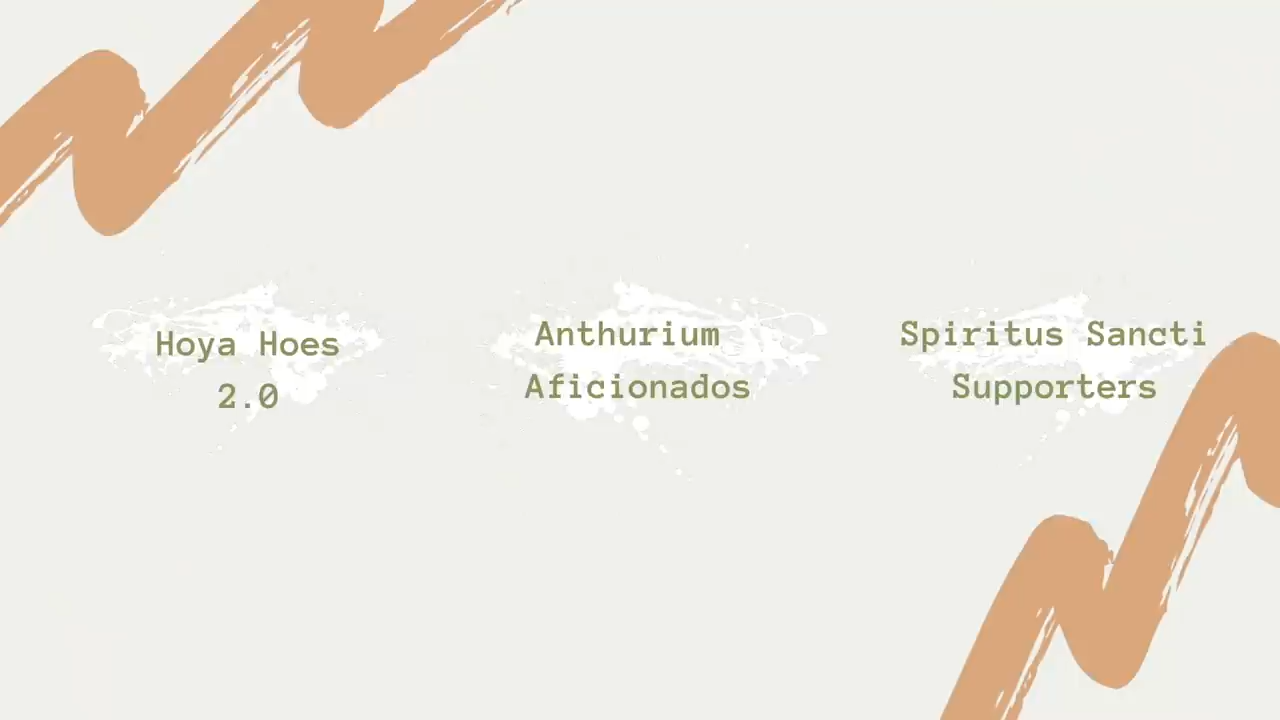 Hoya Hoes
2.0
Anthurium
Aficionados
Spiritus Sancti
Supporters